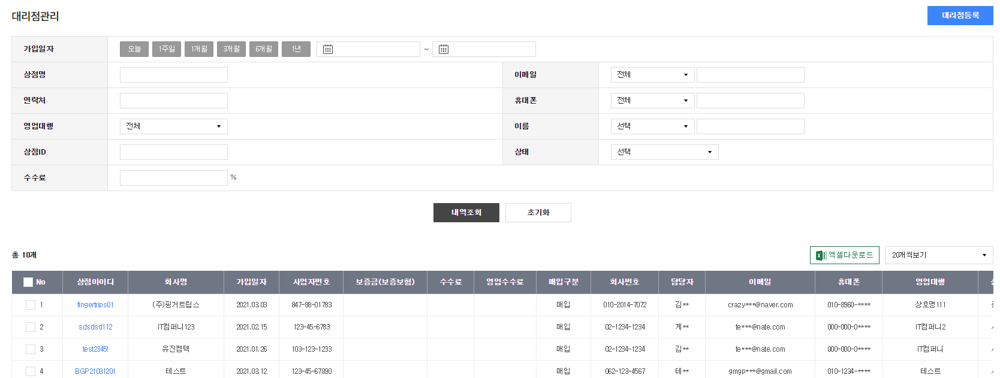 대리점관리
대리점등록
가입일자 오늘 1주일 1개월 3개월 6개월 1년 ~
상점명 이메일 전체
연락처 휴대폰 전체
영업대행 전체 이름 선택
상점ID 상태 선택
수수료 %
내역조회 초기화
총 10개 엑셀다운로드 20개씩보기
No 상점아이디 회사명 가입일자 사업자번호 보증금(보증보험) 수수료 영업수수료 매입구분 회사번호 담당자 이메일 휴대폰 영업대행
1 fingertrips01 (주)핑거트립스 2021.03.03 847-88-01783 매입 010-2014-7072 김** crazy***@naver.com 010-8960-**** 상호명111
2 sdsdsd112 IT컴퍼니123 2021.02.15 123-45-6783 매입 02-1234-1234 계** te***@nate.com 000-000-0**** IT컴퍼니2
3 test2345! 유진켐텍 2021.01.26 103-123-1233 매입 02-1234-1234 김** te***@nate.com 000-000-0**** IT컴퍼니
4 BGP21031201 테스트 2021.03.12 123-45-67890 매입 062-123-4567 테** gmgp***@gmail.com 010-1234-**** 테스트